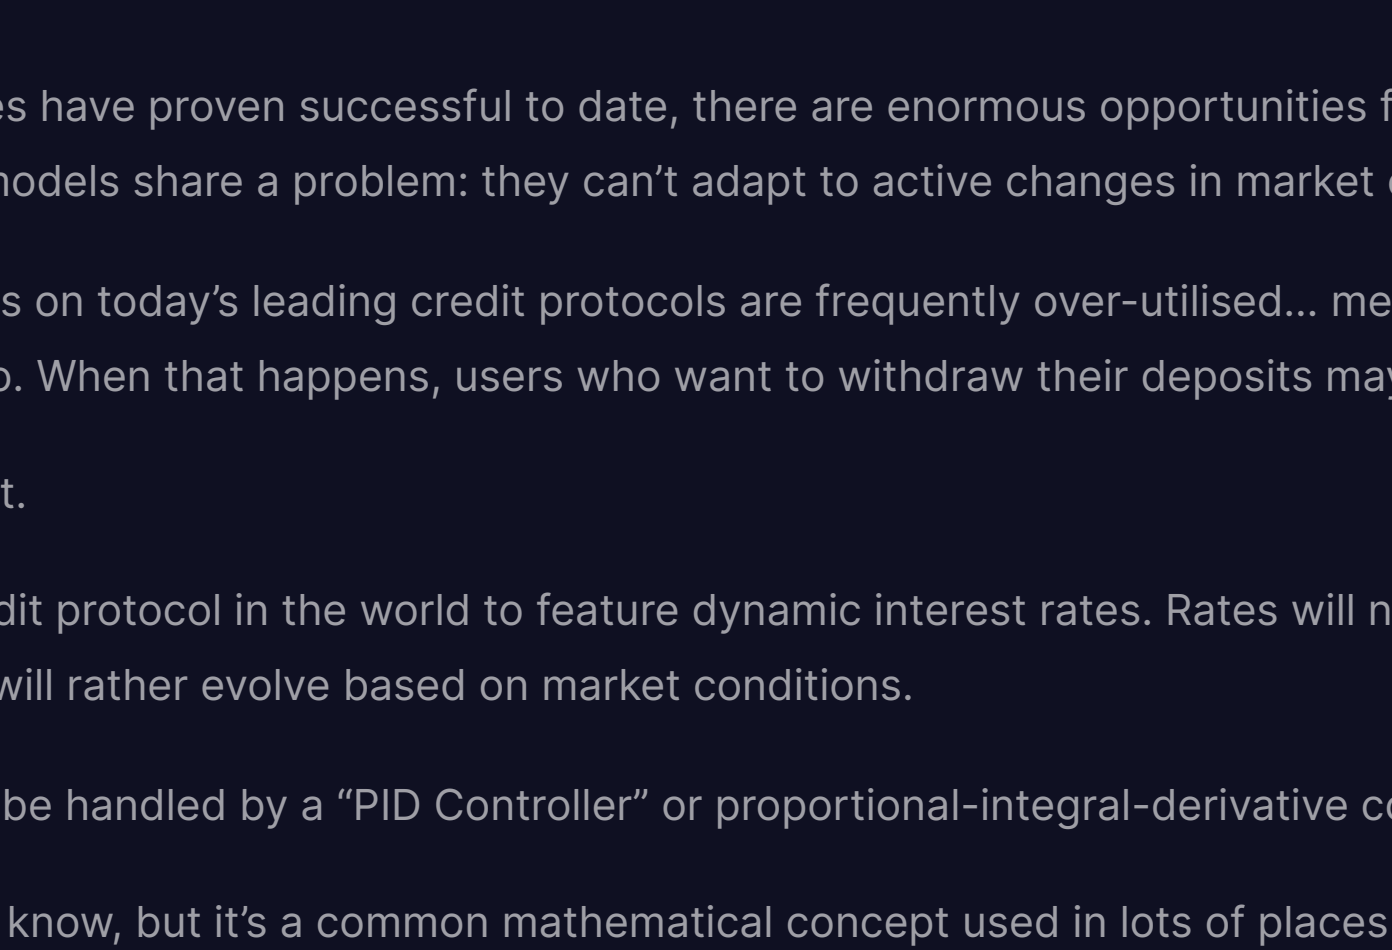 es have proven successful to date, there are enormous opportunities f
models share a problem: they can’t adapt to active changes in market
s on today’s leading credit protocols are frequently over-utilised... me
o. When that happens, users who want to withdraw their deposits may
t.
dit protocol in the world to feature dynamic interest rates. Rates will n
will rather evolve based on market conditions.
be handled by a “PID Controller” or proportional-integral-derivative co
know, but it’s a common mathematical concept used in lots of places